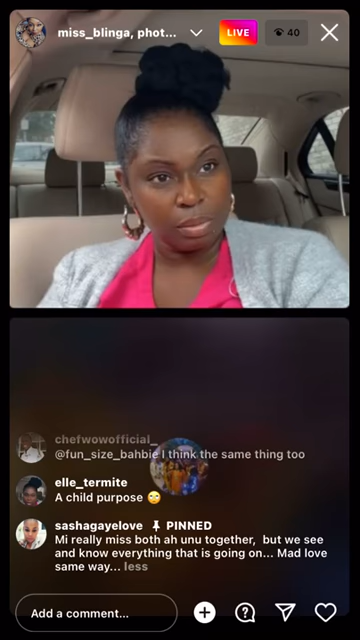 miss_blinga, phot...
LIVE
40
chefwowofficial_
@fun_size_bahbie I think the same thing too
elle_termite
A child purpose 🙄
sashagayelove PINNED
Mi really miss both ah unu together, but we see
and know everything that is going on... Mad love
same way... less
Add a comment...